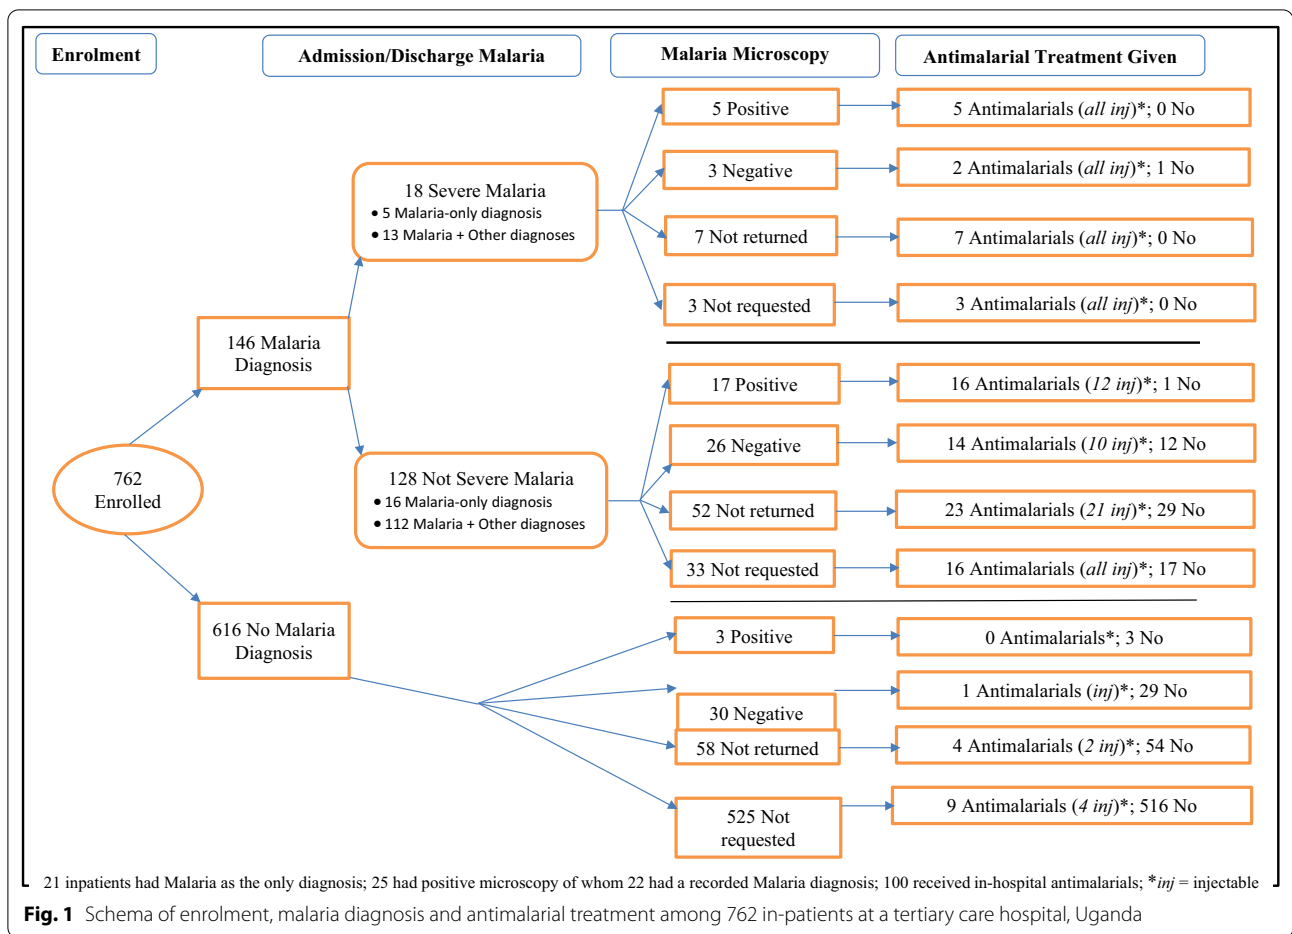 Enrolment
Admission/Discharge Malaria
Malaria Microscopy
Antimalarial Treatment Given
5 Positive
5 Antimalarials (all inj)*; 0 No
3 Negative
2 Antimalarials (all inj)*; 1 No
18 Severe Malaria
• 5 Malaria-only diagnosis
• 13 Malaria + Other diagnoses
7 Not returned
7 Antimalarials (all inj)*; 0 No
3 Not requested
3 Antimalarials (all inj)*; 0 No
146 Malaria
Diagnosis
17 Positive
16 Antimalarials (12 inj)*; 1 No
26 Negative
14 Antimalarials (10 inj)*; 12 No
762
Enrolled
128 Not Severe Malaria
• 16 Malaria-only diagnosis
• 112 Malaria + Other diagnoses
52 Not returned
23 Antimalarials (21 inj)*; 29 No
33 Not requested
16 Antimalarials (all inj)*; 17 No
616 No Malaria
Diagnosis
3 Positive
0 Antimalarials*; 3 No
30 Negative
1 Antimalarials (inj)*; 29 No
58 Not returned
4 Antimalarials (2 inj)*; 54 No
525 Not
requested
9 Antimalarials (4 inj)*; 516 No
21 inpatients had Malaria as the only diagnosis; 25 had positive microscopy of whom 22 had a recorded Malaria diagnosis; 100 received in-hospital antimalarials; *inj = injectable
Fig. 1 Schema of enrolment, malaria diagnosis and antimalarial treatment among 762 in-patients at a tertiary care hospital, Uganda